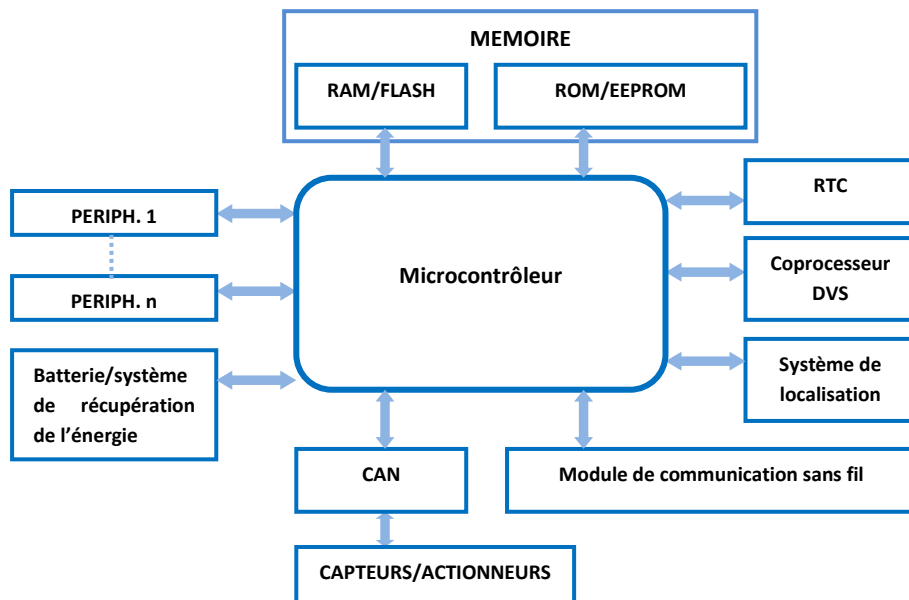 MEMOIRE
RAM/FLASH
ROM/EEPROM
PERIPH. 1
PERIPH. n
Batterie/système
de récupération
de l'énergie
Microcontrôleur
RTC
Coprocesseur
DVS
Système de
localisation
CAN
Module de communication sans fil
CAPTEURS/ACTIONNEURS